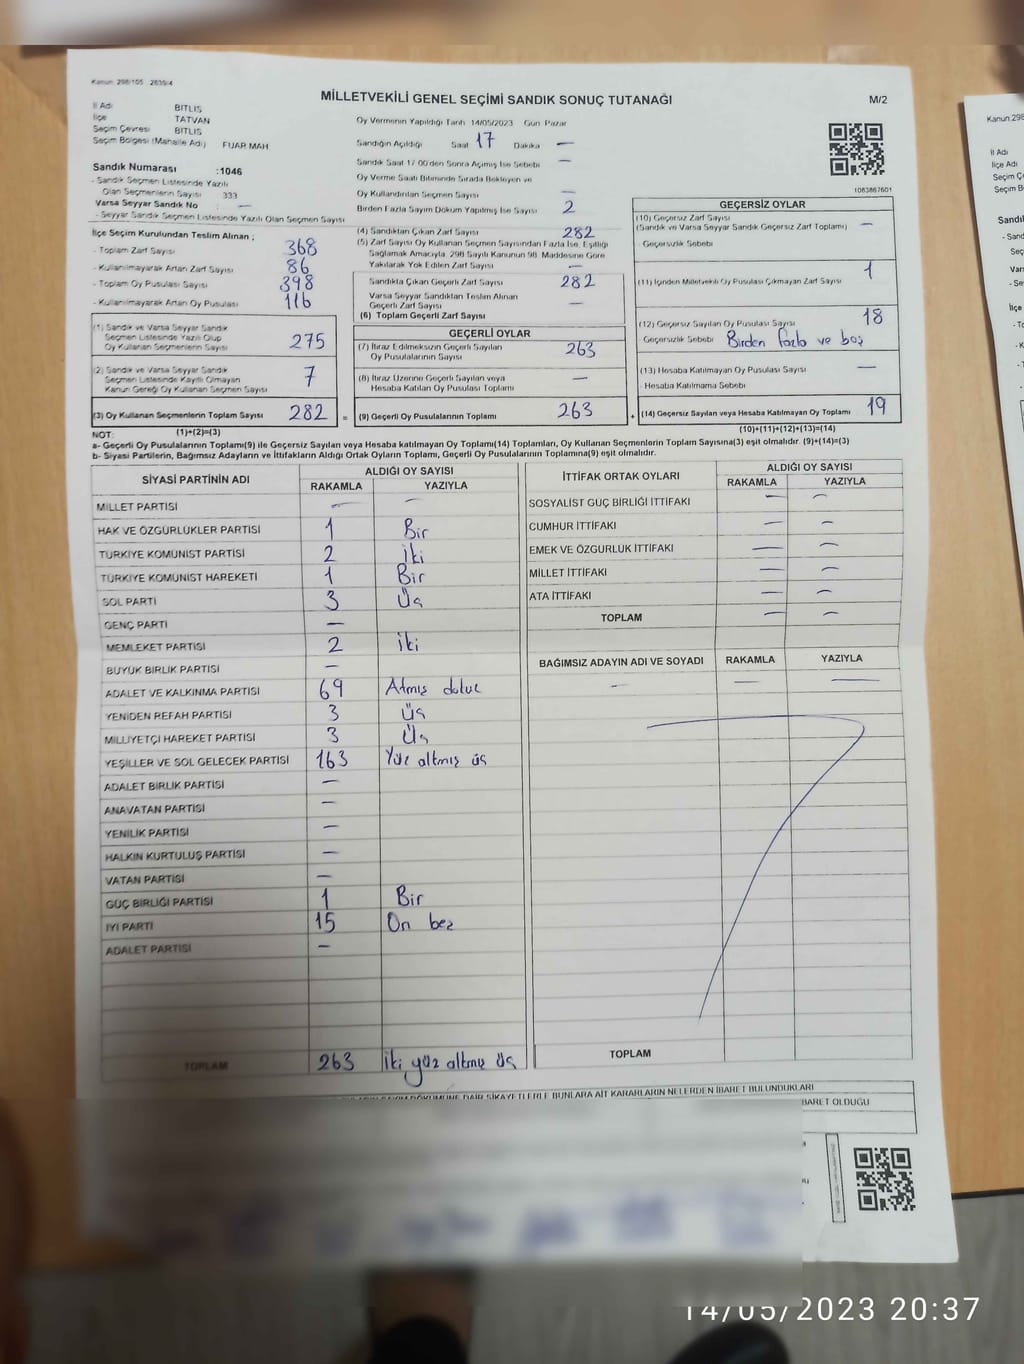 Kanun: 298/105 2839/4
MİLLETVEKİLİ GENEL SEÇİMİ SANDIK SONUÇ TUTANAĞI
M/2
İl Adı BİTLİS
İlçe TATVAN
Seçim Çevresi BİTLİS
Seçim Bölgesi (Mahalle Adı) FUAR MAH
Sandık Numarası :1046
- Sandık Seçmen Listesinde Yazılı
Olan Seçmenlerin Sayısı 333
Varsa Seyyar Sandık No : —
- Seyyar Sandık Seçmen Listesinde Yazılı Olan Seçmen Sayısı
Oy Vermenin Yapıldığı Tarih 14/05/2023 Gün Pazar
Sandığın Açıldığı Saat 17 Dakika —
Sandık Saat 17 00'den Sonra Açılmış İse Sebebi —
Oy Verme Saati Bitiminde Sırada Bekleyen ve
Oy Kullandırılan Seçmen Sayısı —
Birden Fazla Sayım Döküm Yapılmış İse Sayısı 2
1083867601
İlçe Seçim Kurulundan Teslim Alınan ;
- Toplam Zarf Sayısı 368
- Kullanılmayarak Artan Zarf Sayısı 86
- Toplam Oy Pusulası Sayısı 398
- Kullanılmayarak Artan Oy Pusulası 116
(4) Sandıktan Çıkan Zarf Sayısı 282
(5) Zarf Sayısı Oy Kullanan Seçmen Sayısından Fazla İse, Eşitliği
Sağlamak Amacıyla 298 Sayılı Kanunun 98 Maddesine Göre
Yakılarak Yok Edilen Zarf Sayısı —
Sandıkta Çıkan Geçerli Zarf Sayısı 282
Varsa Seyyar Sandıktan Teslim Alınan
Geçerli Zarf Sayısı —
(6) Toplam Geçerli Zarf Sayısı
GEÇERSİZ OYLAR
(10) Geçersiz Zarf Sayısı
(Sandık ve Varsa Seyyar Sandık Geçersiz Zarf Toplamı) —
Geçersizlik Sebebi
(11) İçinden Milletvekili Oy Pusulası Çıkmayan Zarf Sayısı 1
(12) Geçersiz Sayılan Oy Pusulası Sayısı 18
Geçersizlik Sebebi Birden fazla ve boş
(13) Hesaba Katılmayan Oy Pusulası Sayısı —
- Hesaba Katılmama Sebebi
(14) Geçersiz Sayılan veya Hesaba Katılmayan Oy Toplamı 19
(10)+(11)+(12)+(13)=(14)
(1) Sandık ve Varsa Seyyar Sandık
Seçmen Listesinde Yazılı Olup
Oy Kullanan Seçmenlerin Sayısı 275
(2) Sandık ve Varsa Seyyar Sandık
Seçmen Listesinde Kayıtlı Olmayan
Kanun Gereği Oy Kullanan Seçmen Sayısı 7
(3) Oy Kullanan Seçmenlerin Toplam Sayısı 282 =
(1)+(2)=(3)
GEÇERLİ OYLAR
(7) İtiraz Edilmeksizin Geçerli Sayılan
Oy Pusulalarının Sayısı 263
(8) İtiraz Üzerine Geçerli Sayılan veya
Hesaba Katılan Oy Pusulası Toplamı —
(9) Geçerli Oy Pusulalarının Toplamı 263 +
NOT:
a- Geçerli Oy Pusulalarının Toplamı(9) ile Geçersiz Sayılan veya Hesaba katılmayan Oy Toplamı(14) Toplamları, Oy Kullanan Seçmenlerin Toplam Sayısına(3) eşit olmalıdır. (9)+(14)=(3)
b- Siyasi Partilerin, Bağımsız Adayların ve İttifakların Aldığı Ortak Oyların Toplamı, Geçerli Oy Pusulalarının Toplamına(9) eşit olmalıdır.
SİYASİ PARTİNİN ADI ALDIĞI OY SAYISI
RAKAMLA YAZIYLA
MİLLET PARTİSİ — —
HAK VE ÖZGÜRLÜKLER PARTİSİ 1 Bir
TÜRKİYE KOMÜNİST PARTİSİ 2 İki
TÜRKİYE KOMÜNİST HAREKETİ 1 Bir
SOL PARTİ 3 Üç
GENÇ PARTİ —
MEMLEKET PARTİSİ 2 İki
BÜYÜK BİRLİK PARTİSİ —
ADALET VE KALKINMA PARTİSİ 69 Atmış dokuz
YENİDEN REFAH PARTİSİ 3 Üç
MİLLİYETÇİ HAREKET PARTİSİ 3 Üç
YEŞİLLER VE SOL GELECEK PARTİSİ 163 Yüz altmış üç
ADALET BİRLİK PARTİSİ —
ANAVATAN PARTİSİ —
YENİLİK PARTİSİ —
HALKIN KURTULUŞ PARTİSİ —
VATAN PARTİSİ —
GÜÇ BİRLİĞİ PARTİSİ 1 Bir
İYİ PARTİ 15 On beş
ADALET PARTİSİ —
TOPLAM 263 İki yüz altmış üç
İTTİFAK ORTAK OYLARI ALDIĞI OY SAYISI
RAKAMLA YAZIYLA
SOSYALİST GÜÇ BİRLİĞİ İTTİFAKI — —
CUMHUR İTTİFAKI — —
EMEK VE ÖZGÜRLÜK İTTİFAKI — —
MİLLET İTTİFAKI — —
ATA İTTİFAKI — —
TOPLAM — —
BAĞIMSIZ ADAYIN ADI VE SOYADI RAKAMLA YAZIYLA
— — —
TOPLAM
DÖKÜMÜNE DAİR ŞİKAYETLERLE BUNLARA AİT KARARLARIN NELERDEN İBARET BULUNDUKLARI
BARET OLDUĞU
Kanun:298
İl Adı
İlçe Adı
Seçim Ç
Seçim B
14/05/2023 20:37